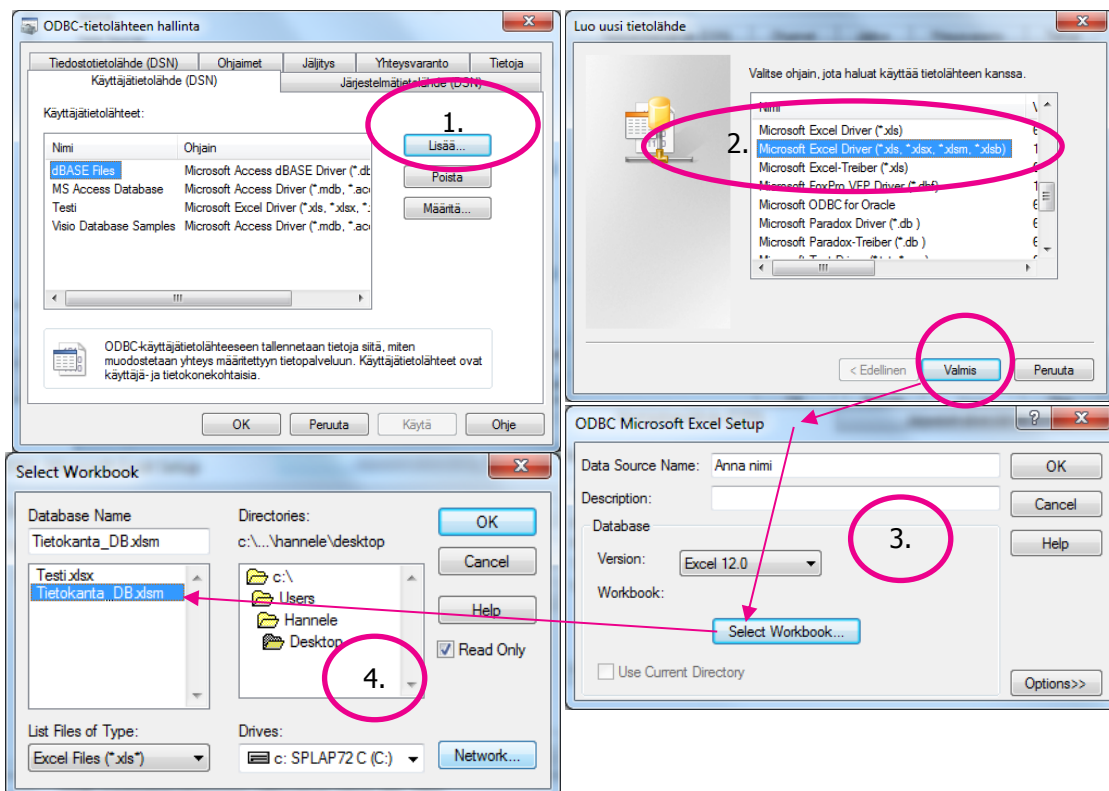 ODBC-tietolähteen hallinta
Tiedostotietolähde (DSN) Ohjaimet Jäljitys Yhteysvaranto Tietoja
Käyttäjätietolähde (DSN) Järjestelmätietolähde (DSN)
Käyttäjätietolähteet:
1.
Nimi Ohjain
Lisää...
dBASE Files Microsoft Access dBASE Driver (*.db
Poista
MS Access Database Microsoft Access Driver (*.mdb, *.acc
Testi Microsoft Excel Driver (*.xls, *.xlsx, *.
Määritä...
Visio Database Samples Microsoft Access Driver (*.mdb, *.acc
ODBC-käyttäjätietolähteeseen tallennetaan tietoja siitä, miten
muodostetaan yhteys määritettyyn tietopalveluun. Käyttäjätietolähteet ovat
käyttäjä- ja tietokonekohtaisia.
OK Peruuta Käytä Ohje
Luo uusi tietolähde
Valitse ohjain, jota haluat käyttää tietolähteen kanssa.
Nimi
2.
Microsoft Excel Driver (*.xls)
Microsoft Excel Driver (*.xls, *.xlsx, *.xlsm, *.xlsb)
Microsoft Excel-Treiber (*.xls)
Microsoft FoxPro VFP Driver (*.dbf)
Microsoft ODBC for Oracle
Microsoft Paradox Driver (*.db )
Microsoft Paradox-Treiber (*.db )
< Edellinen Valmis Peruuta
ODBC Microsoft Excel Setup
Data Source Name: Anna nimi
OK
Description:
Cancel
Database
3.
Help
Version: Excel 12.0
Workbook:
Select Workbook...
Use Current Directory
Options>>
Select Workbook
Database Name Directories:
OK
Tietokanta_DB.xlsm c:\...\hannele\desktop
Cancel
Testi.xlsx c:\
Tietokanta_DB.xlsm Users
Help
Hannele
Desktop
Read Only
4.
List Files of Type: Drives:
Excel Files (*.xls*) c: SPLAP72 C (C:) Network...